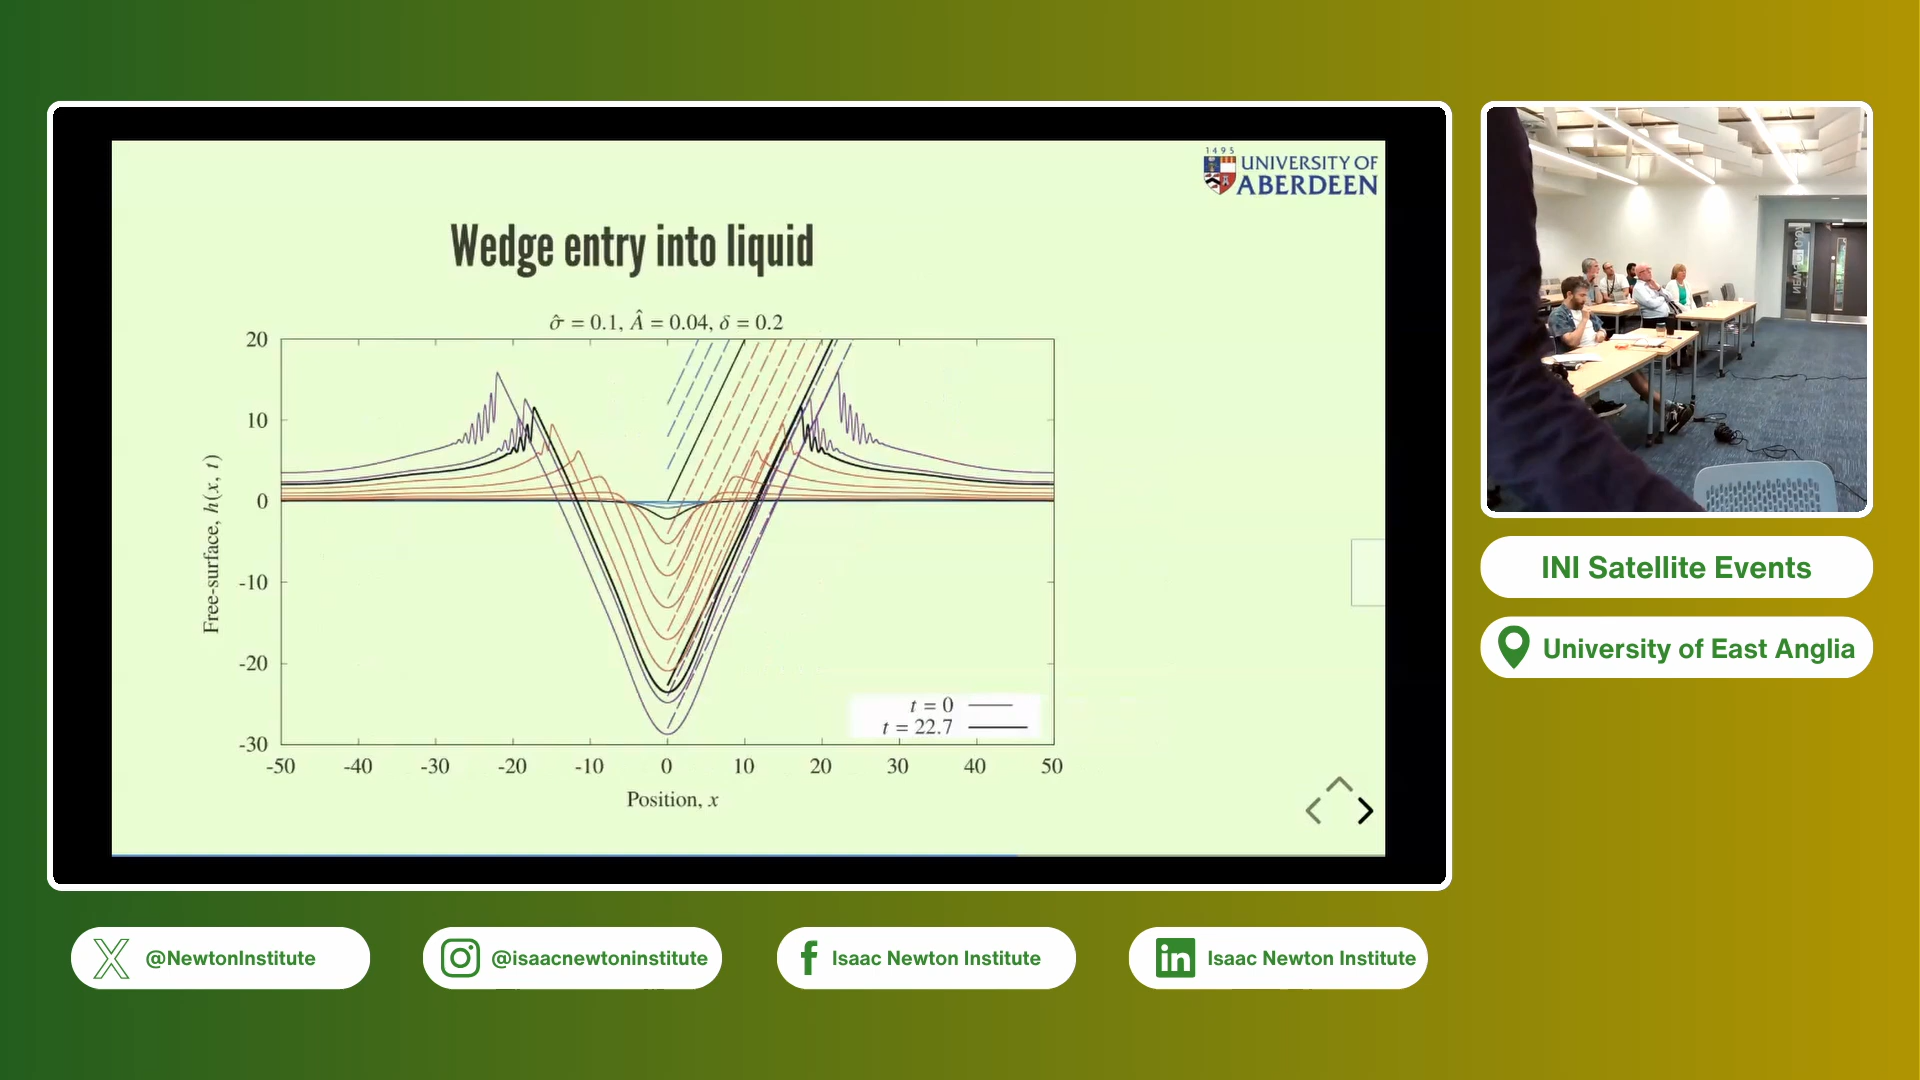 1495
UNIVERSITY OF
ABERDEEN
Wedge entry into liquid
σ̂ = 0.1, Â = 0.04, δ = 0.2
20
10
0
-10
-20
-30
Free-surface, h(x, t)
t = 0
t = 22.7
-50 -40 -30 -20 -10 0 10 20 30 40 50
Position, x
INI Satellite Events
University of East Anglia
@NewtonInstitute
@isaacnewtoninstitute
Isaac Newton Institute
Isaac Newton Institute